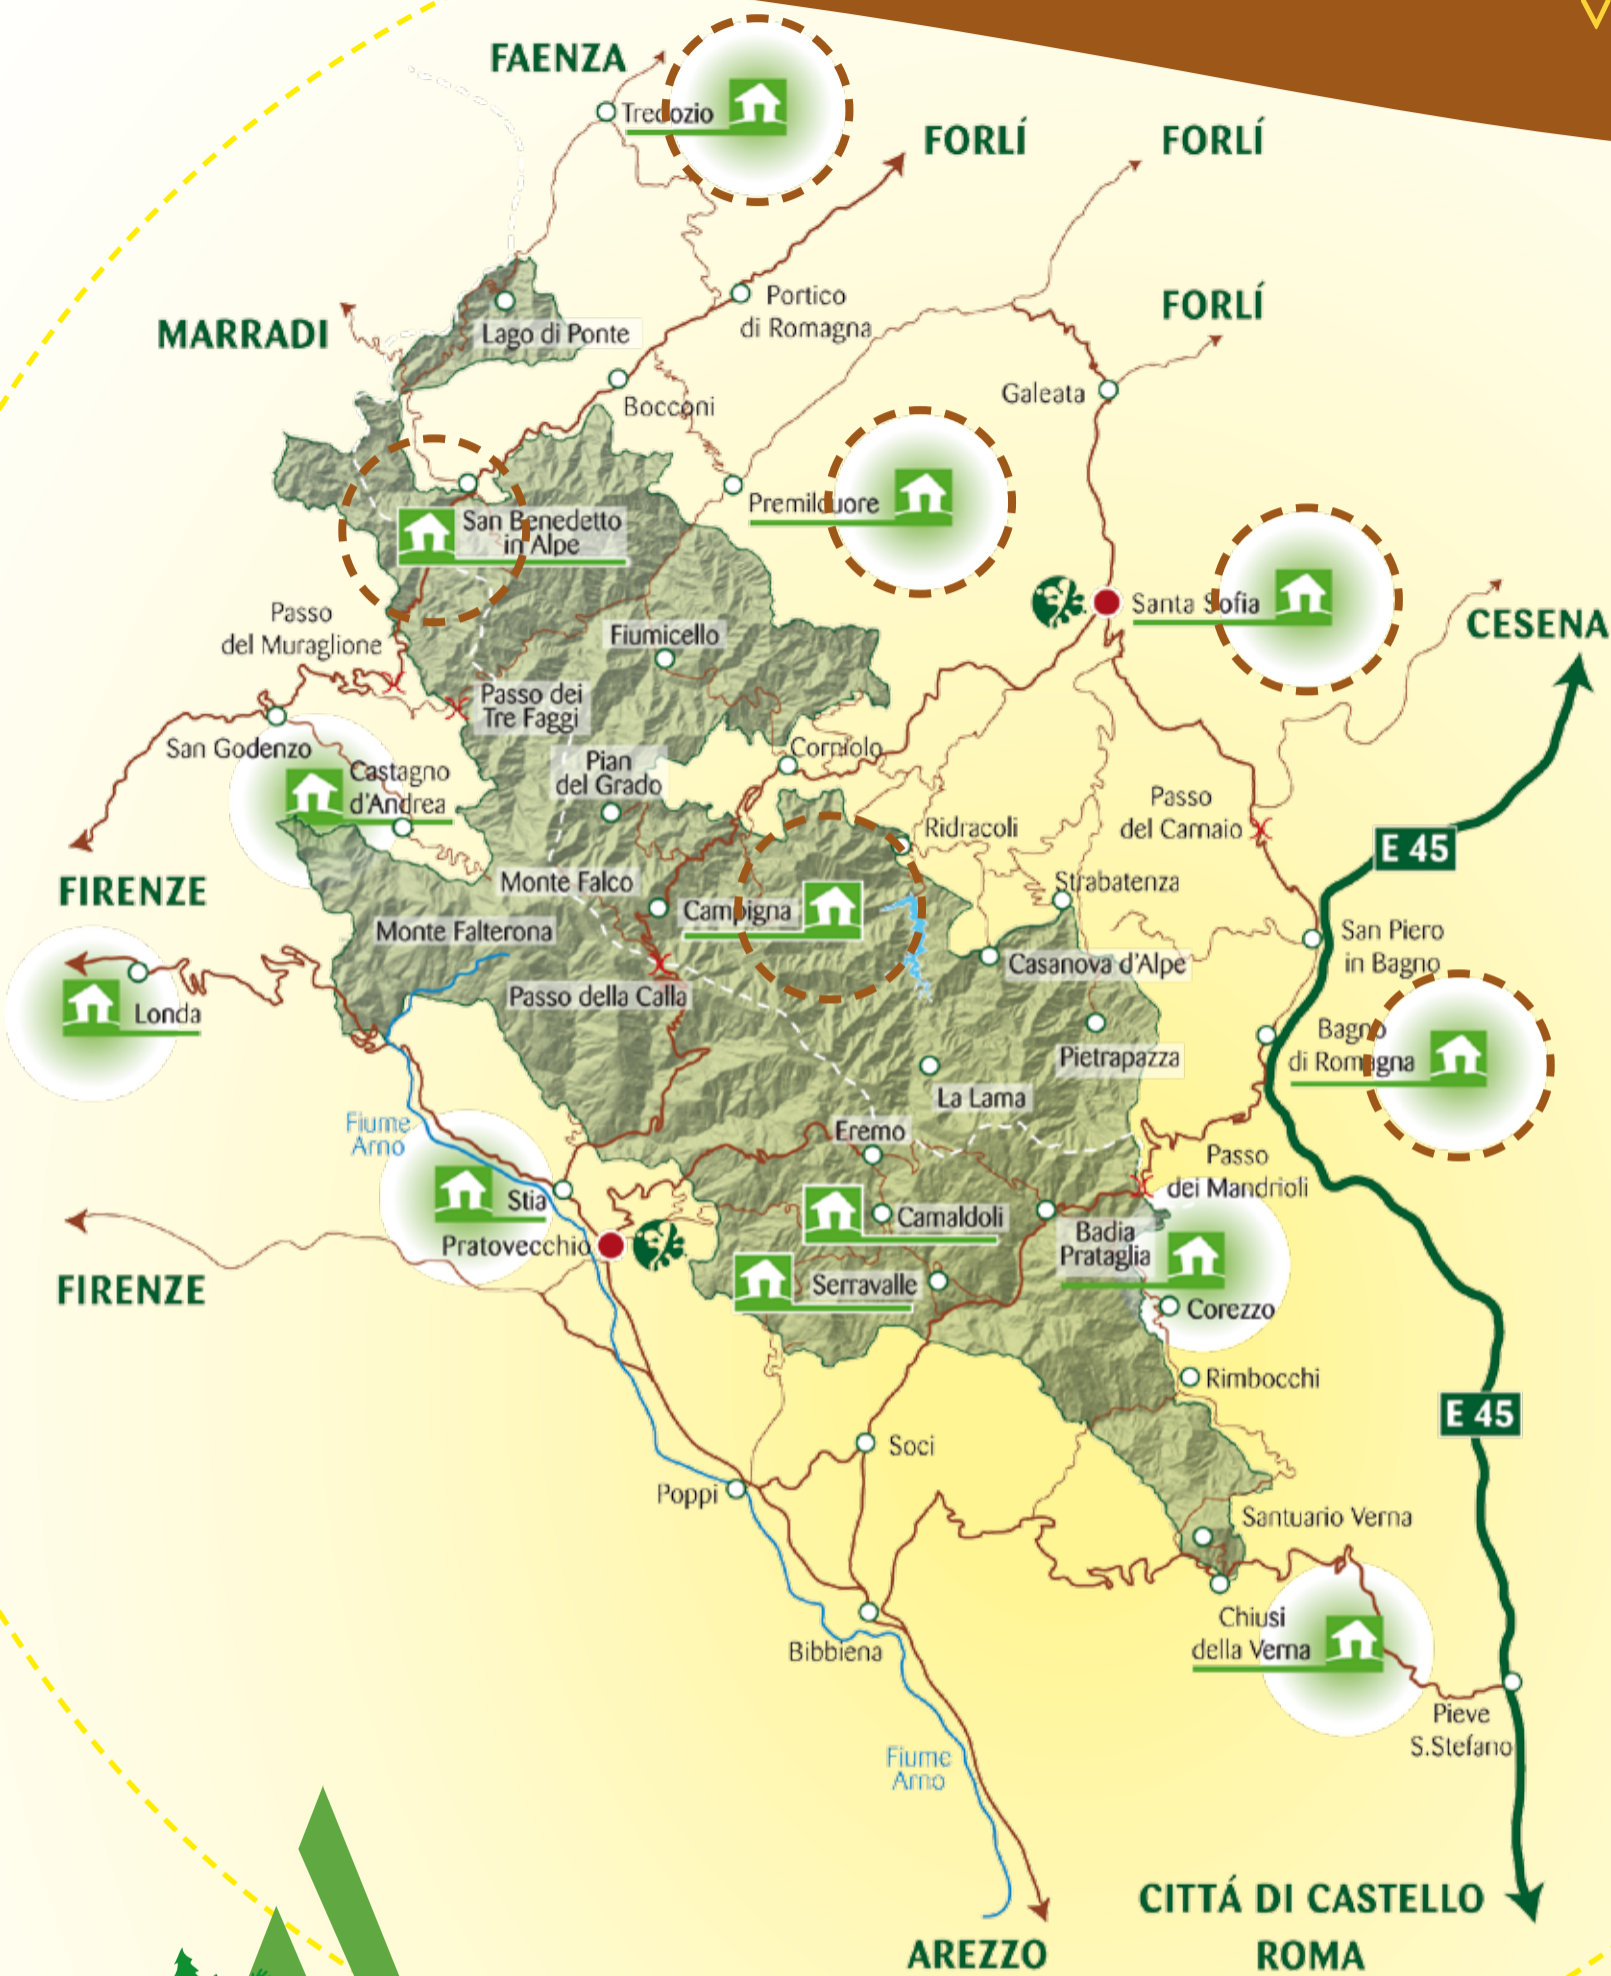 FAENZA
Tredozio
FORLÍ
FORLÍ
Portico
di Romagna
FORLÍ
MARRADI
Lago di Ponte
Bocconi
Galeata
Premilcuore
San Benedetto
in Alpe
Santa Sofia
CESENA
Passo
del Muraglione
Fiumicello
Passo dei
Tre Faggi
San Godenzo
Corniolo
Castagno
d'Andrea
Pian
del Grado
Passo
del Carnaio
Ridracoli
E 45
FIRENZE
Monte Falco
Strabatenza
Campigna
Monte Falterona
San Piero
in Bagno
Casanova d'Alpe
Passo della Calla
Londa
Bagno
di Romagna
Pietrapazza
La Lama
Fiume
Arno
Eremo
Passo
dei Mandrioli
Stia
Camaldoli
Pratovecchio
Badia
Prataglia
FIRENZE
Serravalle
Corezzo
Rimbocchi
E 45
Soci
Poppi
Santuario Verna
Chiusi
della Verna
Bibbiena
Pieve
S.Stefano
Fiume
Arno
CITTÁ DI CASTELLO
AREZZO
ROMA